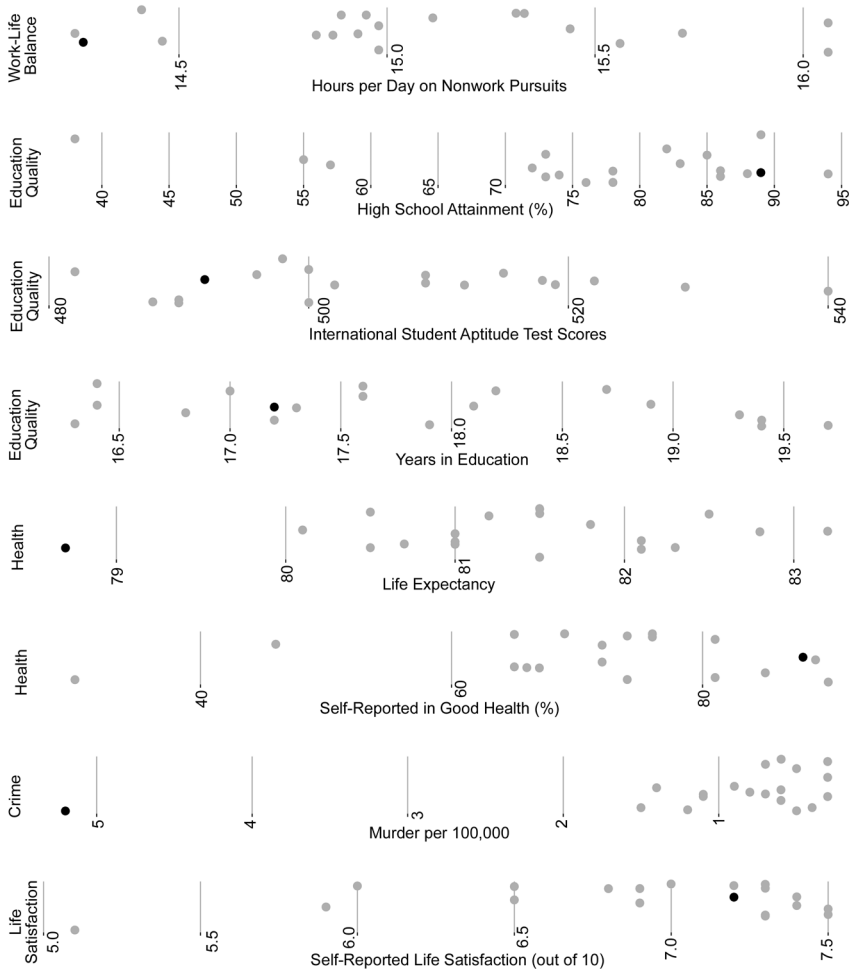 Work-Life
Balance
14.5
15.0
15.5
16.0
Hours per Day on Nonwork Pursuits
Education
Quality
40
45
50
55
60
65
70
75
80
85
90
95
High School Attainment (%)
Education
Quality
480
500
520
540
International Student Aptitude Test Scores
Education
Quality
16.5
17.0
17.5
18.0
18.5
19.0
19.5
Years in Education
Health
79
80
81
82
83
Life Expectancy
Health
40
60
80
Self-Reported in Good Health (%)
Crime
5
4
3
2
1
Murder per 100,000
Life
Satisfaction
5.0
5.5
6.0
6.5
7.0
7.5
Self-Reported Life Satisfaction (out of 10)